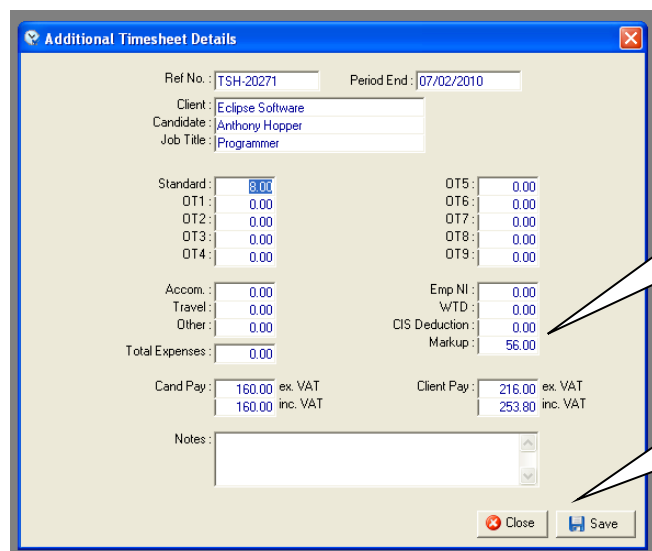 Additional Timesheet Details
Ref No. : TSH-20271 Period End : 07/02/2010
Client : Eclipse Software
Candidate : Anthony Hopper
Job Title : Programmer
Standard : 8.00 OT5 : 0.00
OT1 : 0.00 OT6 : 0.00
OT2 : 0.00 OT7 : 0.00
OT3 : 0.00 OT8 : 0.00
OT4 : 0.00 OT9 : 0.00
Accom. : 0.00 Emp NI : 0.00
Travel : 0.00 WTD : 0.00
Other : 0.00 CIS Deduction : 0.00
Total Expenses : 0.00 Markup : 56.00
Cand Pay : 160.00 ex. VAT Client Pay : 216.00 ex. VAT
160.00 inc. VAT 253.80 inc. VAT
Notes :
Close Save